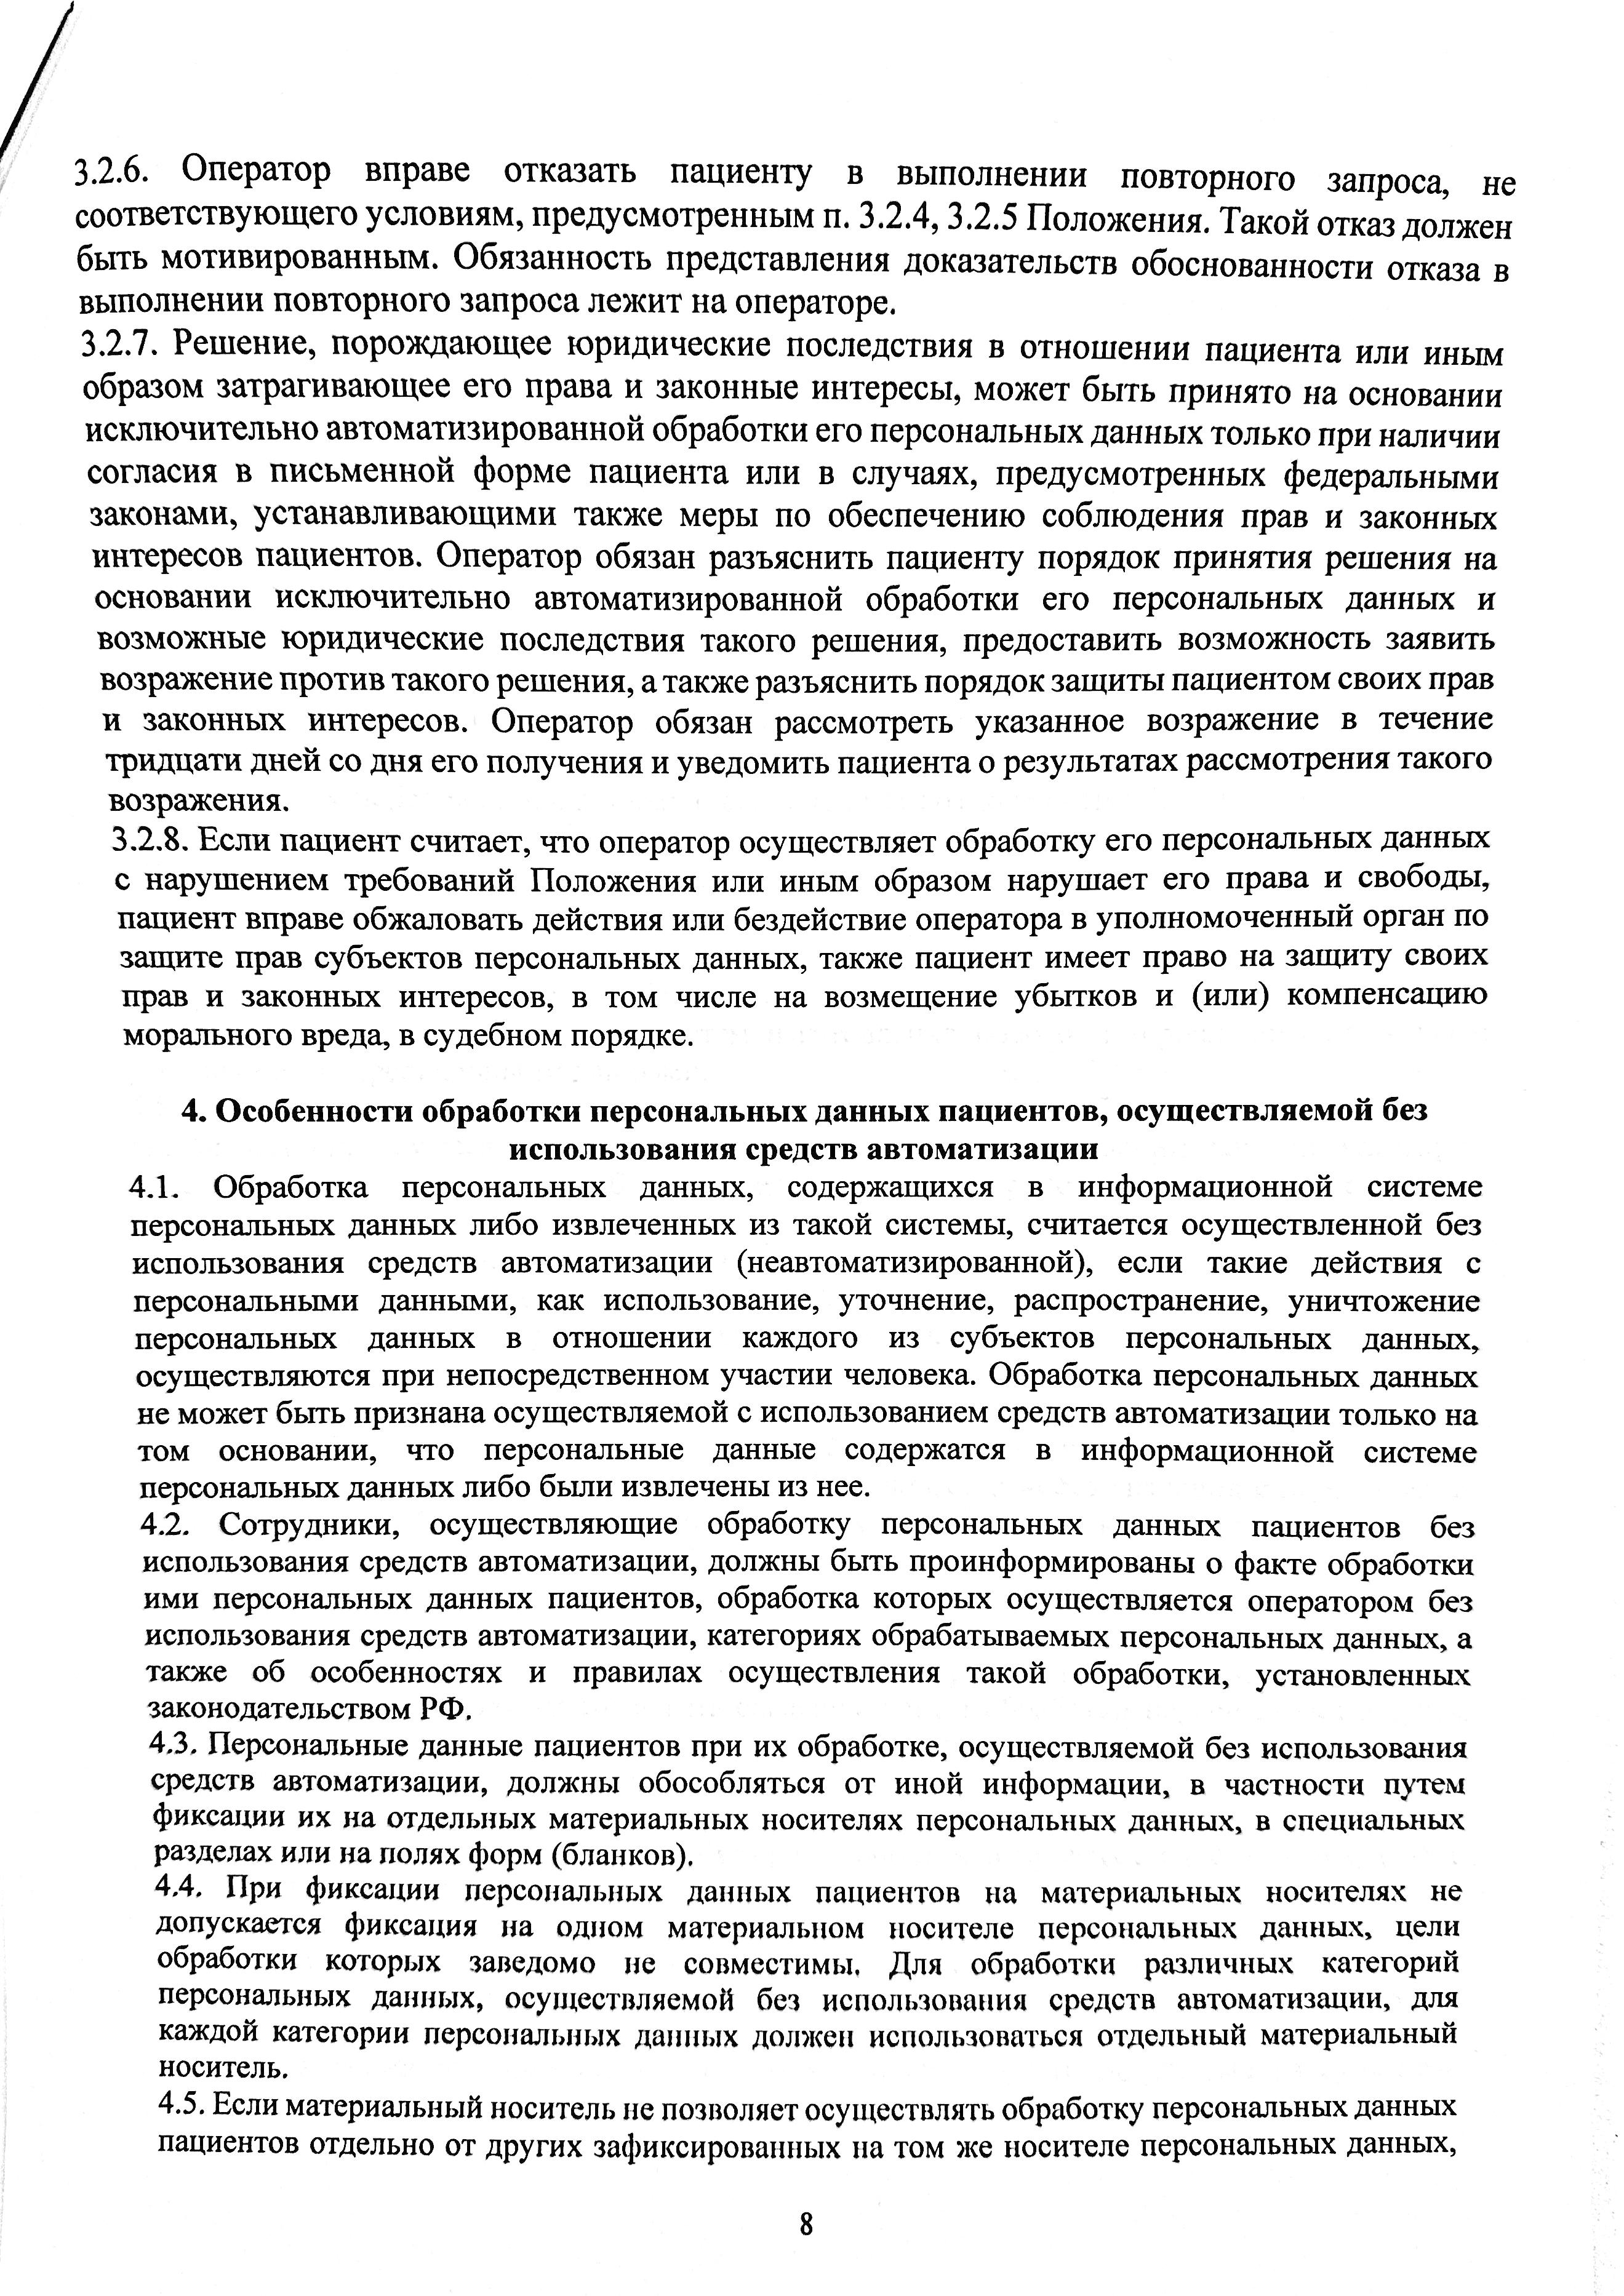 3.2.6. Оператор вправе отказать пациенту в выполнении повторного запроса, не
соответствующего условиям, предусмотренным п. 3.2.4, 3.2.5 Положения. Такой отказ должен
быть мотивированным. Обязанность представления доказательств обоснованности отказа в
выполнении повторного запроса лежит на операторе.
3.2.7. Решение, порождающее юридические последствия в отношении пациента или иным
образом затрагивающее его права и законные интересы, может быть принято на основании
исключительно автоматизированной обработки его персональных данных только при наличии
согласия в письменной форме пациента или в случаях, предусмотренных федеральными
законами, устанавливающими также меры по обеспечению соблюдения прав и законных
интересов пациентов. Оператор обязан разъяснить пациенту порядок принятия решения на
основании исключительно автоматизированной обработки его персональных данных и
возможные юридические последствия такого решения, предоставить возможность заявить
возражение против такого решения, а также разъяснить порядок защиты пациентом своих прав
и законных интересов. Оператор обязан рассмотреть указанное возражение в течение
тридцати дней со дня его получения и уведомить пациента о результатах рассмотрения такого
возражения.
3.2.8. Если пациент считает, что оператор осуществляет обработку его персональных данных
с нарушением требований Положения или иным образом нарушает его права и свободы,
пациент вправе обжаловать действия или бездействие оператора в уполномоченный орган по
защите прав субъектов персональных данных, также пациент имеет право на защиту своих
прав и законных интересов, в том числе на возмещение убытков и (или) компенсацию
морального вреда, в судебном порядке.
4. Особенности обработки персональных данных пациентов, осуществляемой без
использования средств автоматизации
4.1. Обработка персональных данных, содержащихся в информационной системе
персональных данных либо извлеченных из такой системы, считается осуществленной без
использования средств автоматизации (неавтоматизированной), если такие действия с
персональными данными, как использование, уточнение, распространение, уничтожение
персональных данных в отношении каждого из субъектов персональных данных,
осуществляются при непосредственном участии человека. Обработка персональных данных
не может быть признана осуществляемой с использованием средств автоматизации только на
том основании, что персональные данные содержатся в информационной системе
персональных данных либо были извлечены из нее.
4.2. Сотрудники, осуществляющие обработку персональных данных пациентов без
использования средств автоматизации, должны быть проинформированы о факте обработки
ими персональных данных пациентов, обработка которых осуществляется оператором без
использования средств автоматизации, категориях обрабатываемых персональных данных, а
также об особенностях и правилах осуществления такой обработки, установленных
законодательством РФ.
4.3. Персональные данные пациентов при их обработке, осуществляемой без использования
средств автоматизации, должны обособляться от иной информации, в частности путем
фиксации их на отдельных материальных носителях персональных данных, в специальных
разделах или на полях форм (бланков).
4.4. При фиксации персональных данных пациентов на материальных носителях не
допускается фиксация на одном материальном носителе персональных данных, цели
обработки которых заведомо не совместимы. Для обработки различных категорий
персональных данных, осуществляемой без использования средств автоматизации, для
каждой категории персональных данных должен использоваться отдельный материальный
носитель.
4.5. Если материальный носитель не позволяет осуществлять обработку персональных данных
пациентов отдельно от других зафиксированных на том же носителе персональных данных,
8